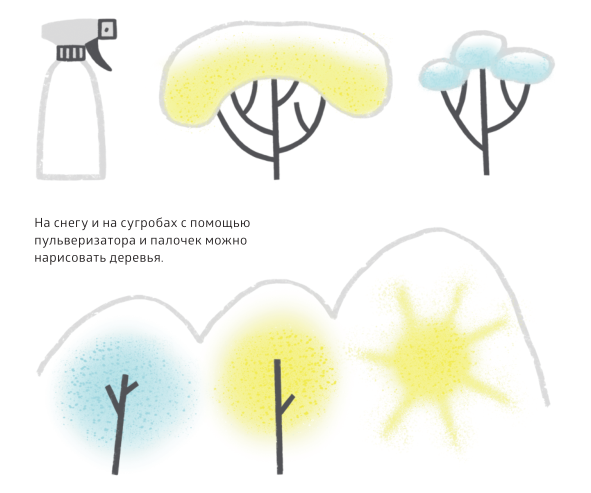 На снегу и на сугробах с помощью
пульверизатора и палочек можно
нарисовать деревья.